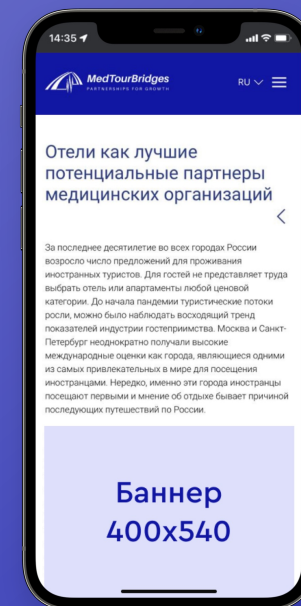 14:35
MedTourBridges
PARTNERSHIPS FOR GROWTH
RU
Отели как лучшие
потенциальные партнеры
медицинских организаций
За последнее десятилетие во всех городах России
возросло число предложений для проживания
иностранных туристов. Для гостей не представляет труда
выбрать отель или апартаменты любой ценовой
категории. До начала пандемии туристические потоки
росли, можно было наблюдать восходящий тренд
показателей индустрии гостеприимства. Москва и Санкт-
Петербург неоднократно получали высокие
международные оценки как города, являющиеся одними
из самых привлекательных в мире для посещения
иностранцами. Нередко, именно эти города иностранцы
посещают первыми и мнение об отдыхе бывает причиной
последующих путешествий по России.
Баннер
400x540